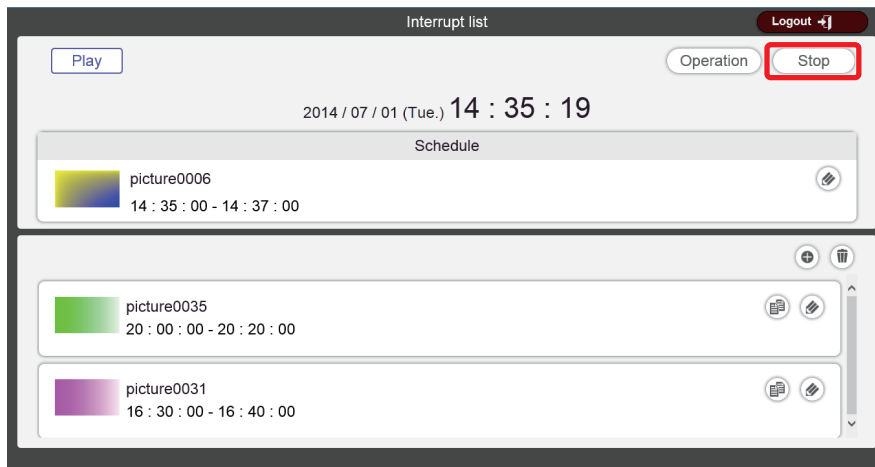 Interrupt list
Logout
Play
Operation
Stop
2014 / 07 / 01 (Tue.) 14 : 35 : 19
Schedule
picture0006
14 : 35 : 00 - 14 : 37 : 00
picture0035
20 : 00 : 00 - 20 : 20 : 00
picture0031
16 : 30 : 00 - 16 : 40 : 00